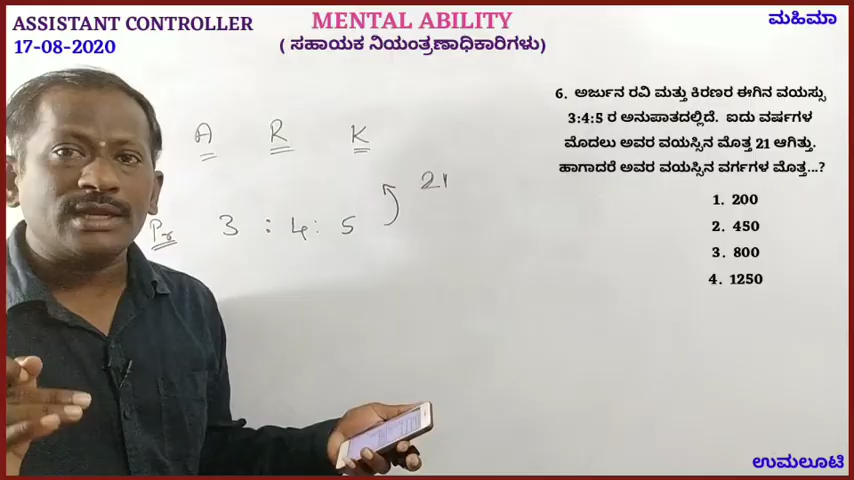 ASSISTANT CONTROLLER
17-08-2020
MENTAL ABILITY
( ಸಹಾಯಕ ನಿಯಂತ್ರಣಾಧಿಕಾರಿಗಳು)
ಮಹಿಮಾ
6. ಅರ್ಜುನ ರವಿ ಮತ್ತು ಕಿರಣರ ಈಗಿನ ವಯಸ್ಸು
3:4:5 ರ ಅನುಪಾತದಲ್ಲಿದೆ. ಐದು ವರ್ಷಗಳ
ಮೊದಲು ಅವರ ವಯಸ್ಸಿನ ಮೊತ್ತ 21 ಆಗಿತ್ತು.
ಹಾಗಾದರೆ ಅವರ ವಯಸ್ಸಿನ ವರ್ಗಗಳ ಮೊತ್ತ...?
1. 200
2. 450
3. 800
4. 1250
A R K
21
Pr 3 : 4 : 5
ಉಮಲೂಟಿ